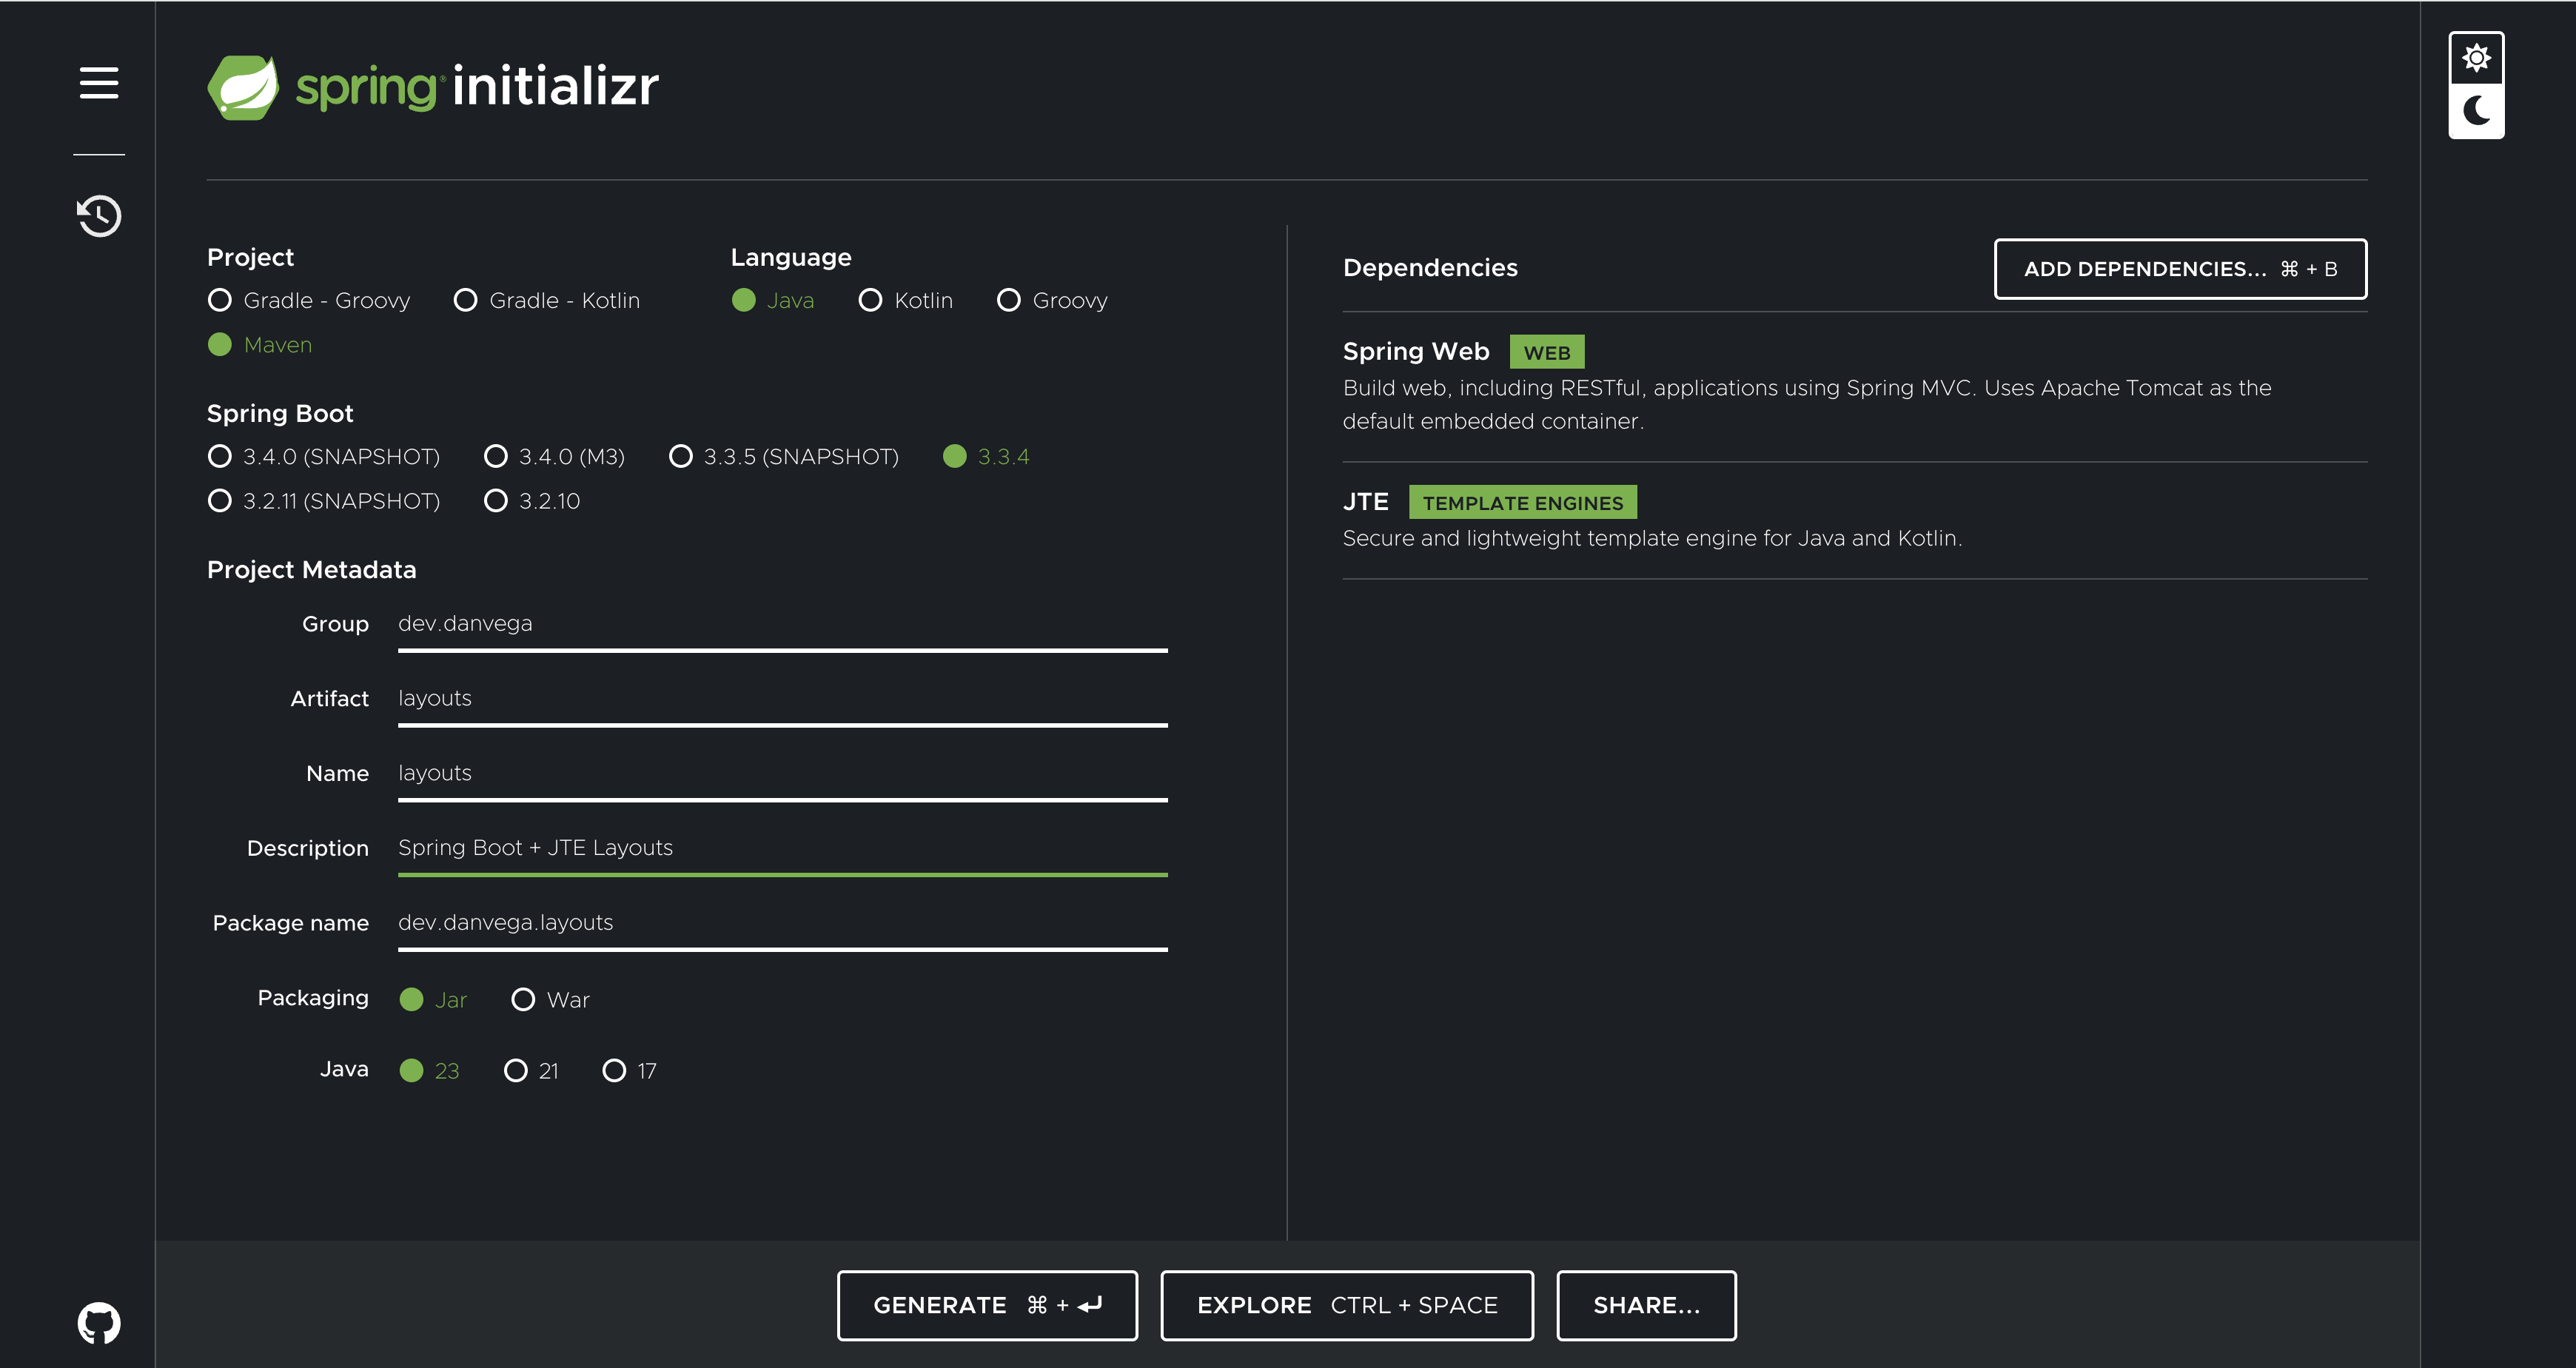 spring initializr
Project
Gradle - Groovy Gradle - Kotlin
Maven
Language
Java Kotlin Groovy
Spring Boot
3.4.0 (SNAPSHOT) 3.4.0 (M3) 3.3.5 (SNAPSHOT) 3.3.4
3.2.11 (SNAPSHOT) 3.2.10
Project Metadata
Group dev.danvega
Artifact layouts
Name layouts
Description Spring Boot + JTE Layouts
Package name dev.danvega.layouts
Packaging Jar War
Java 23 21 17
Dependencies ADD DEPENDENCIES... ⌘ + B
Spring Web WEB
Build web, including RESTful, applications using Spring MVC. Uses Apache Tomcat as the
default embedded container.
JTE TEMPLATE ENGINES
Secure and lightweight template engine for Java and Kotlin.
GENERATE ⌘ + ↵ EXPLORE CTRL + SPACE SHARE...